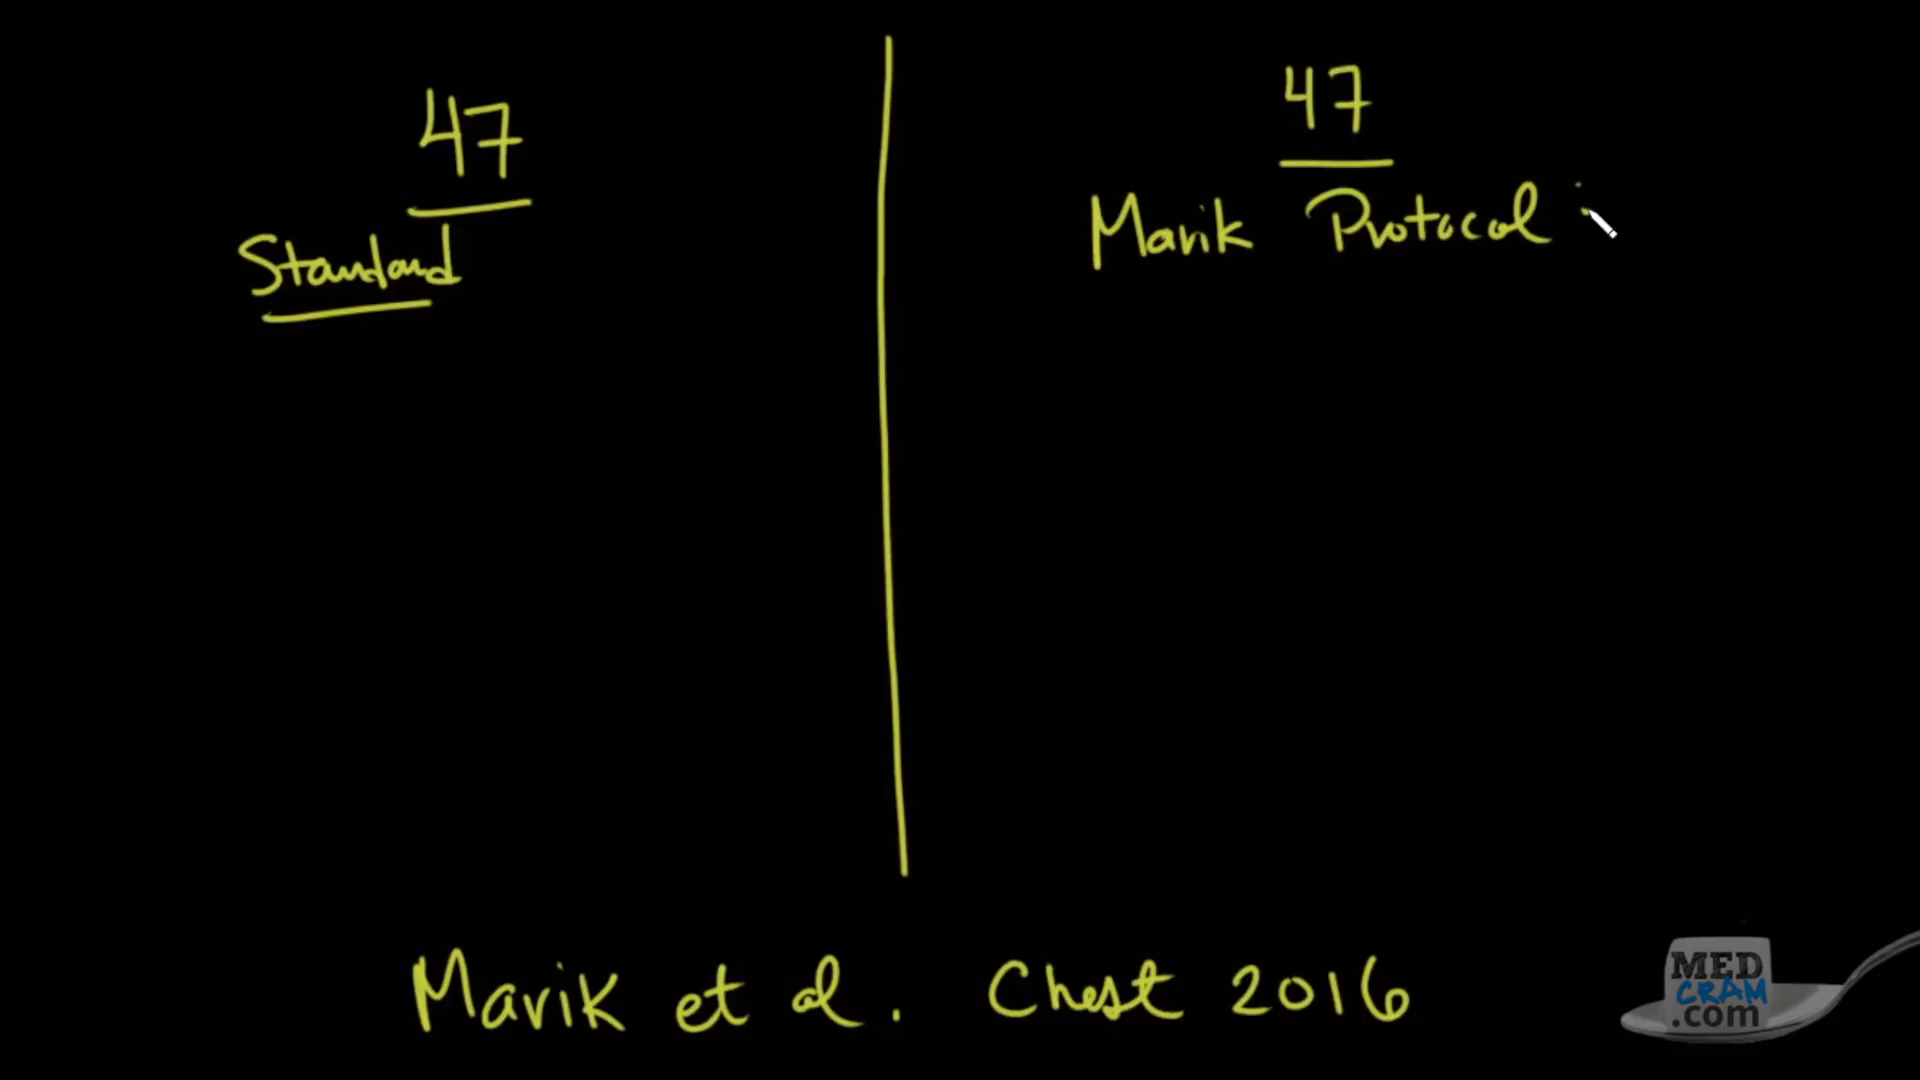 47
Standard
47
Marik Protocol :
Marik et al. Chest 2016
MED
CRAM
.com